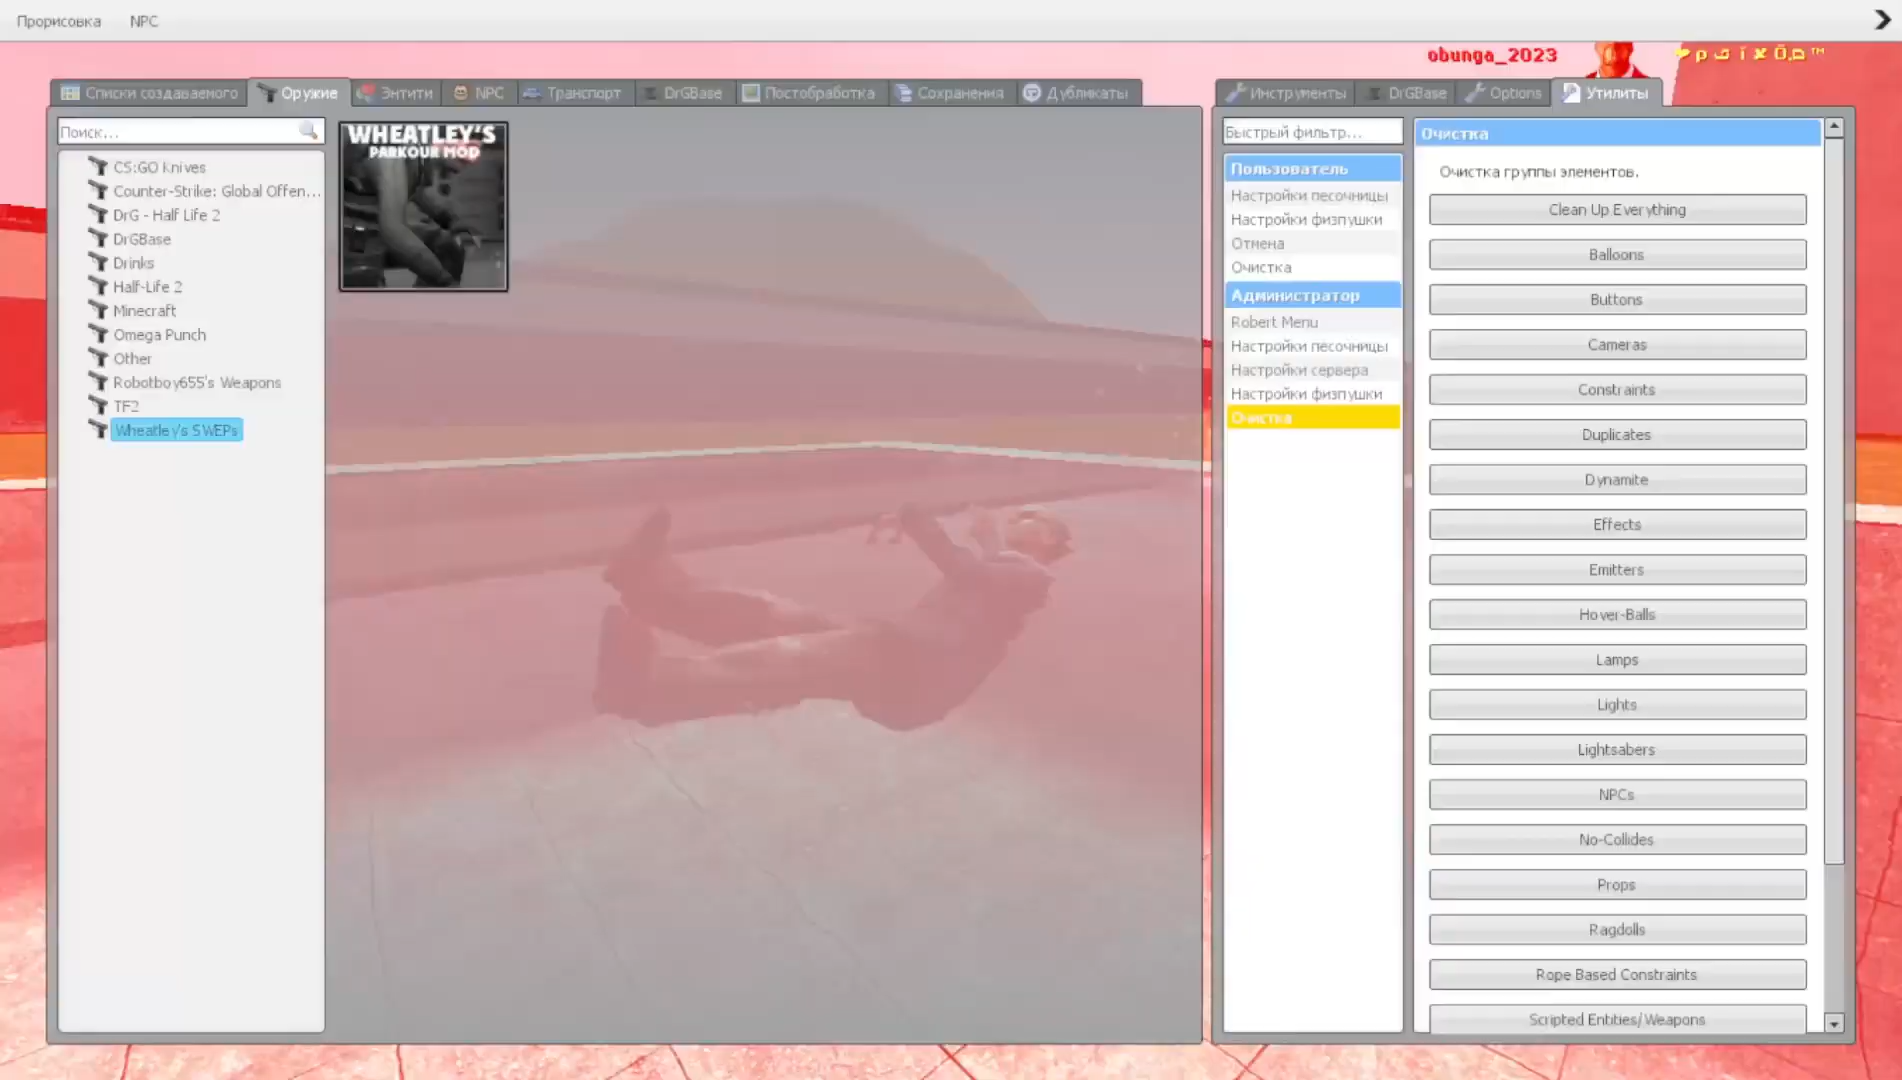 Прорисовка NPC
obunga_2023
Списки создаваемого Оружие Энтити NPC Транспорт DrGBase Постобработка Сохранения Дубликаты
Поиск...
CS:GO Knives
Counter-Strike: Global Offen...
DrG - Half Life 2
DrGBase
Drinks
Half-Life 2
Minecraft
Omega Punch
Other
Robotboy655's Weapons
TF2
Wheatley's SWEPs
WHEATLEY'S
PARKOUR MOD
Инструменты DrGBase Options Утилиты
Быстрый фильтр...
Пользователь
Настройки песочницы
Настройки физпушки
Отмена
Очистка
Администратор
Robert Menu
Настройки песочницы
Настройки сервера
Настройки физпушки
Очистка
Очистка
Очистка группы элементов.
Clean Up Everything
Balloons
Buttons
Cameras
Constraints
Duplicates
Dynamite
Effects
Emitters
Hover-Balls
Lamps
Lights
Lightsabers
NPCs
No-Collides
Props
Ragdolls
Rope Based Constraints
Scripted Entities/Weapons